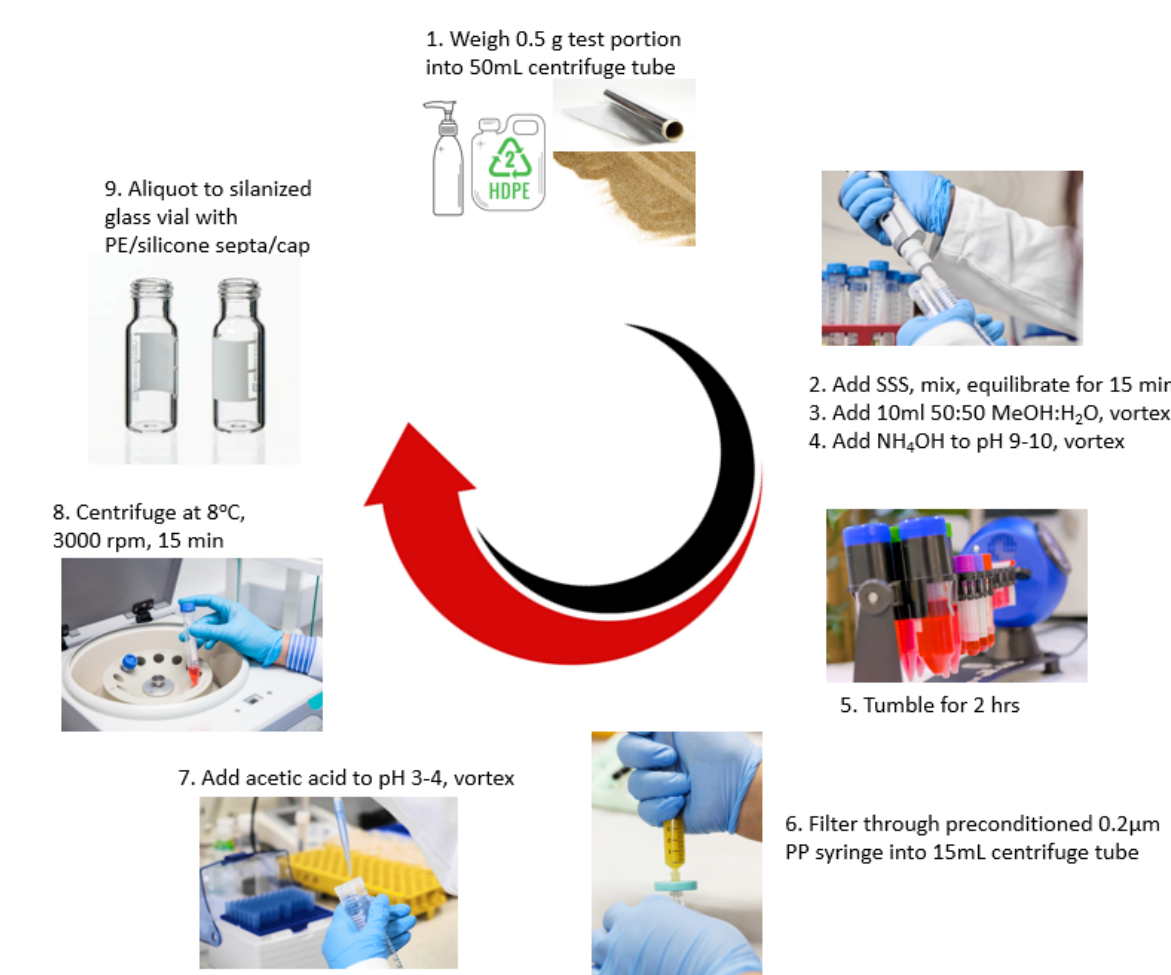 1. Weigh 0.5 g test portion
into 50mL centrifuge tube
2
HDPE
2. Add SSS, mix, equilibrate for 15 min
3. Add 10ml 50:50 MeOH:H₂O, vortex
4. Add NH₄OH to pH 9-10, vortex
5. Tumble for 2 hrs
6. Filter through preconditioned 0.2µm
PP syringe into 15mL centrifuge tube
7. Add acetic acid to pH 3-4, vortex
8. Centrifuge at 8°C,
3000 rpm, 15 min
9. Aliquot to silanized
glass vial with
PE/silicone septa/cap